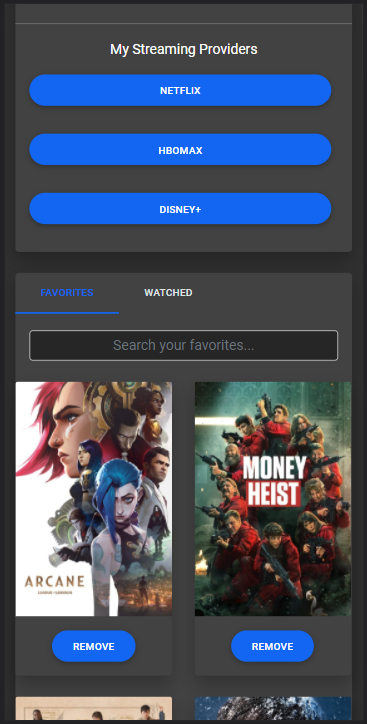 My Streaming Providers
NETFLIX
HBOMAX
DISNEY+
FAVORITES
WATCHED
Search your favorites...
ARCANE
MONEY
HEIST
REMOVE
REMOVE